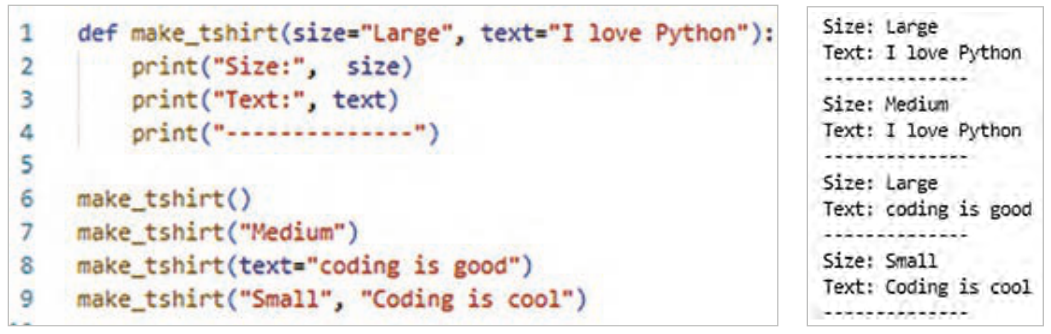 1 def make_tshirt(size="Large", text="I love Python"):
2 print("Size:", size)
3 print("Text:", text)
4 print("--------------")
5
6 make_tshirt()
7 make_tshirt("Medium")
8 make_tshirt(text="coding is good")
9 make_tshirt("Small", "Coding is cool")
Size: Large
Text: I love Python
--------------
Size: Medium
Text: I love Python
--------------
Size: Large
Text: coding is good
--------------
Size: Small
Text: Coding is cool
--------------